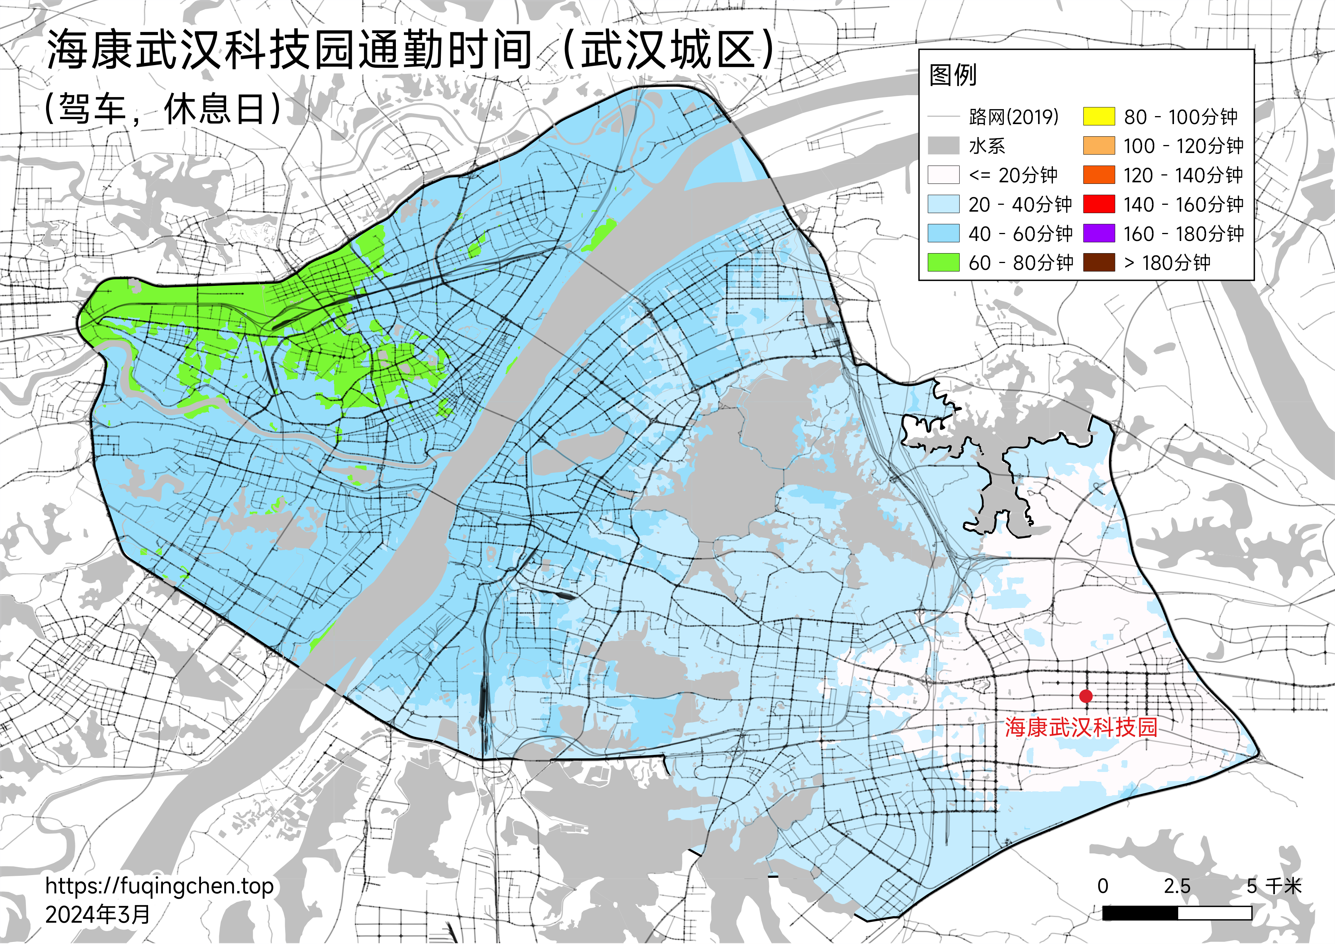 海康武汉科技园通勤时间（武汉城区）
（驾车，休息日）
图例
路网(2019)
水系
<= 20分钟
20 - 40分钟
40 - 60分钟
60 - 80分钟
80 - 100分钟
100 - 120分钟
120 - 140分钟
140 - 160分钟
160 - 180分钟
> 180分钟
海康武汉科技园
https://fuqingchen.top
2024年3月
0 2.5 5 千米